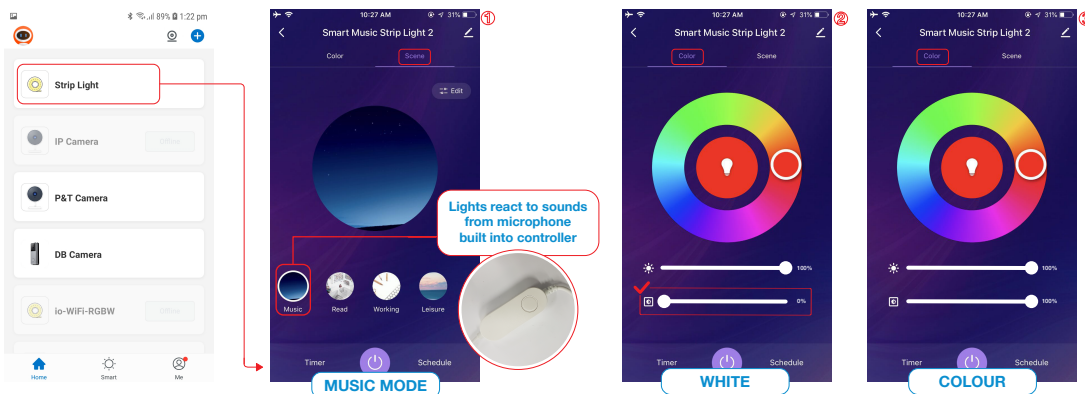 89% 1:22 pm
Strip Light
IP Camera
Offline
P&T Camera
DB Camera
io-WiFi-RGBW
Offline
Home
Smart
Me
10:27 AM
31%
①
Smart Music Strip Light 2
Color
Scene
Edit
Lights react to sounds
from microphone
built into controller
Music
Read
Working
Leisure
Timer
Schedule
MUSIC MODE
10:27 AM
31%
②
Smart Music Strip Light 2
Color
Scene
100%
0%
Timer
Schedule
WHITE
10:27 AM
31%
Smart Music Strip Light 2
Color
Scene
100%
100%
Timer
Schedule
COLOUR